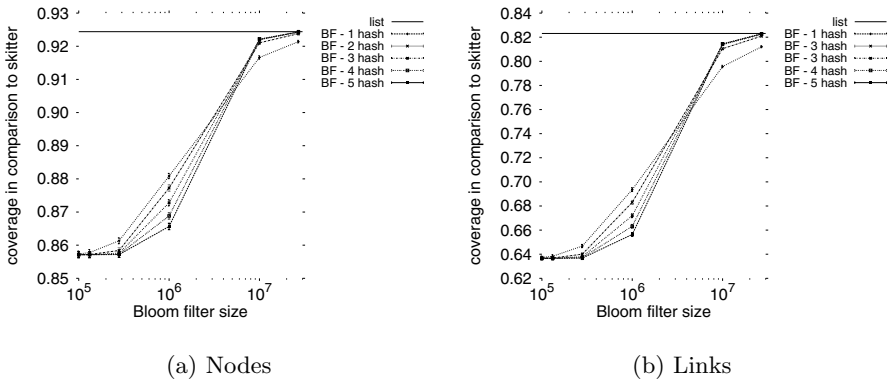 coverage in comparison to skitter
0.93
0.92
0.91
0.90
0.89
0.88
0.87
0.86
0.85
10^5
10^6
10^7
Bloom filter size
list
BF - 1 hash
BF - 2 hash
BF - 3 hash
BF - 4 hash
BF - 5 hash
(a) Nodes
coverage in comparison to skitter
0.84
0.82
0.80
0.78
0.76
0.74
0.72
0.70
0.68
0.66
0.64
0.62
10^5
10^6
10^7
Bloom filter size
list
BF - 1 hash
BF - 3 hash
BF - 3 hash
BF - 4 hash
BF - 5 hash
(b) Links